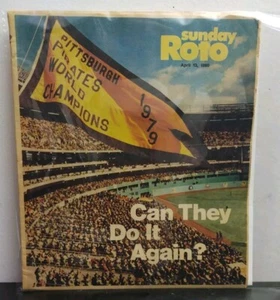 sunday
Roto
PITTSBURGH
PIRATES
WORLD
CHAMPIONS
1979
Can They
Do It
Again?